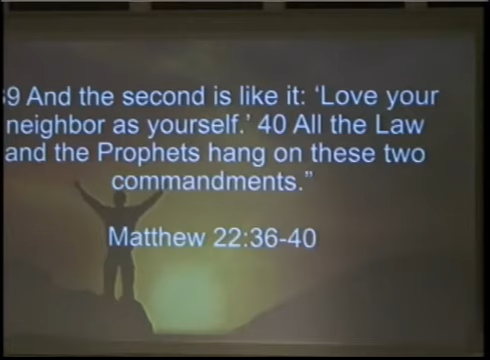 39 And the second is like it: ‘Love your
neighbor as yourself.’ 40 All the Law
and the Prophets hang on these two
commandments.”
Matthew 22:36-40